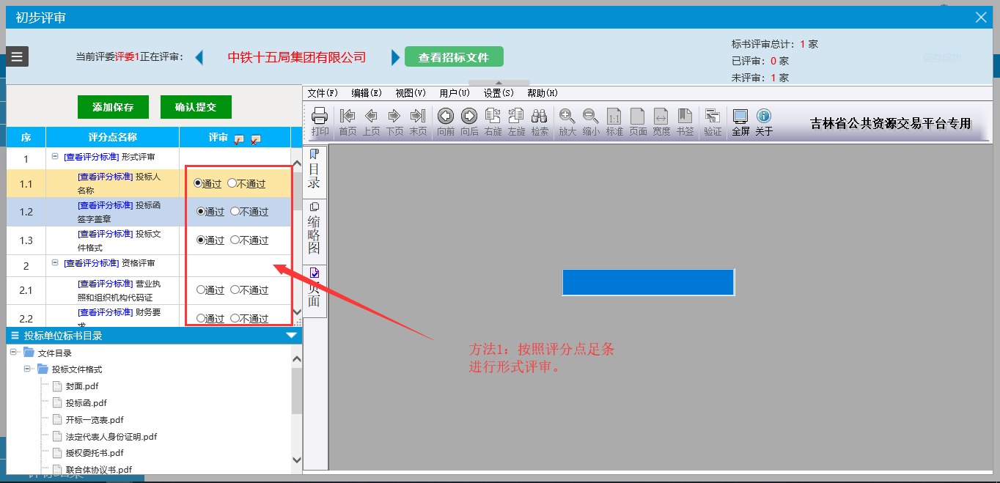 初步评审
当前评委评委1正在评审：
中铁十五局集团有限公司
查看招标文件
标书评审总计：1 家
已评审：0 家
未评审：1 家
保存成功
添加保存
确认提交
序
评分点名称
评审
1
[查看评分标准] 形式评审
1.1
[查看评分标准] 投标人
名称
通过
不通过
1.2
[查看评分标准] 投标函
签字盖章
通过
不通过
1.3
[查看评分标准] 投标文
件格式
通过
不通过
2
[查看评分标准] 资格评审
2.1
[查看评分标准] 营业执
照和组织机构代码证
通过
不通过
2.2
[查看评分标准] 财务要
求
通过
不通过
投标单位标书目录
文件目录
投标文件格式
封面.pdf
投标函.pdf
开标一览表.pdf
法定代表人身份证明.pdf
授权委托书.pdf
联合体协议书.pdf
文件(F)
编辑(E)
视图(V)
用户(U)
设置(S)
帮助(H)
打印
首页
上页
下页
末页
向前
向后
右旋
左旋
检索
放大
缩小
标准
页面
宽度
书签
验证
全屏
关于
吉林省公共资源交易平台专用
目录
缩略图
页面
方法1：按照评分点足条
进行形式评审。